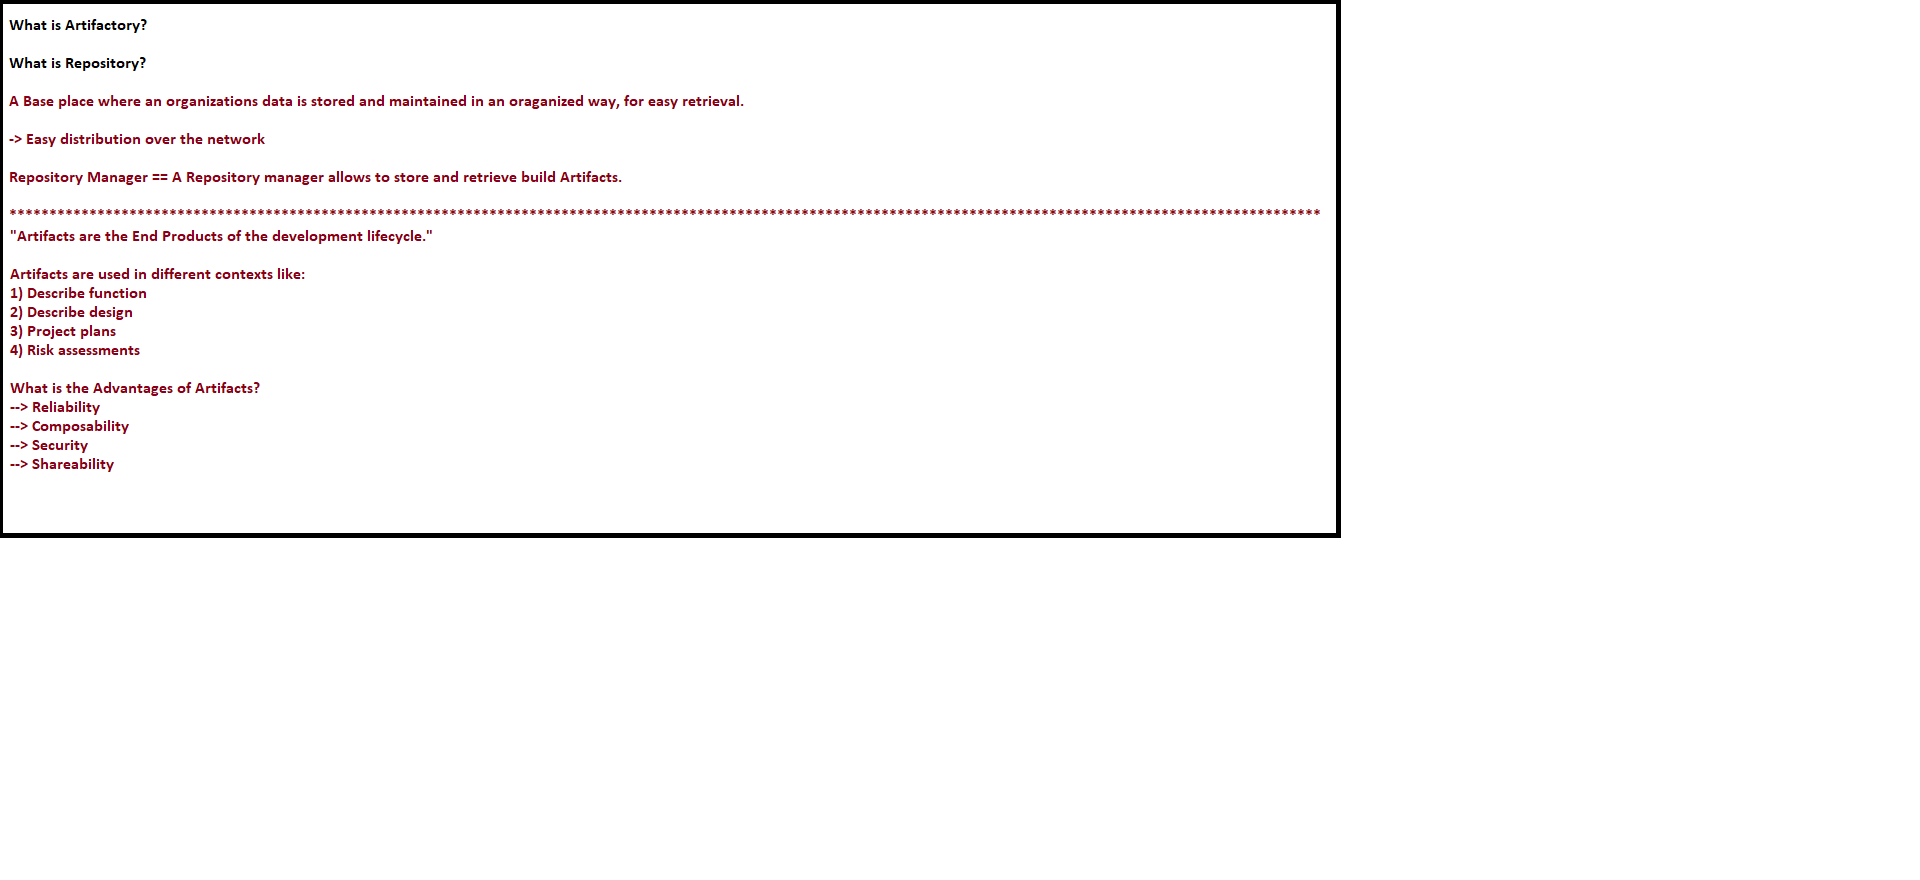 What is Artifactory?
What is Repository?
A Base place where an organizations data is stored and maintained in an oraganized way, for easy retrieval.
-> Easy distribution over the network
Repository Manager == A Repository manager allows to store and retrieve build Artifacts.
********************************************************************************************************************************************************************
"Artifacts are the End Products of the development lifecycle."
Artifacts are used in different contexts like:
1) Describe function
2) Describe design
3) Project plans
4) Risk assessments
What is the Advantages of Artifacts?
--> Reliability
--> Composability
--> Security
--> Shareability